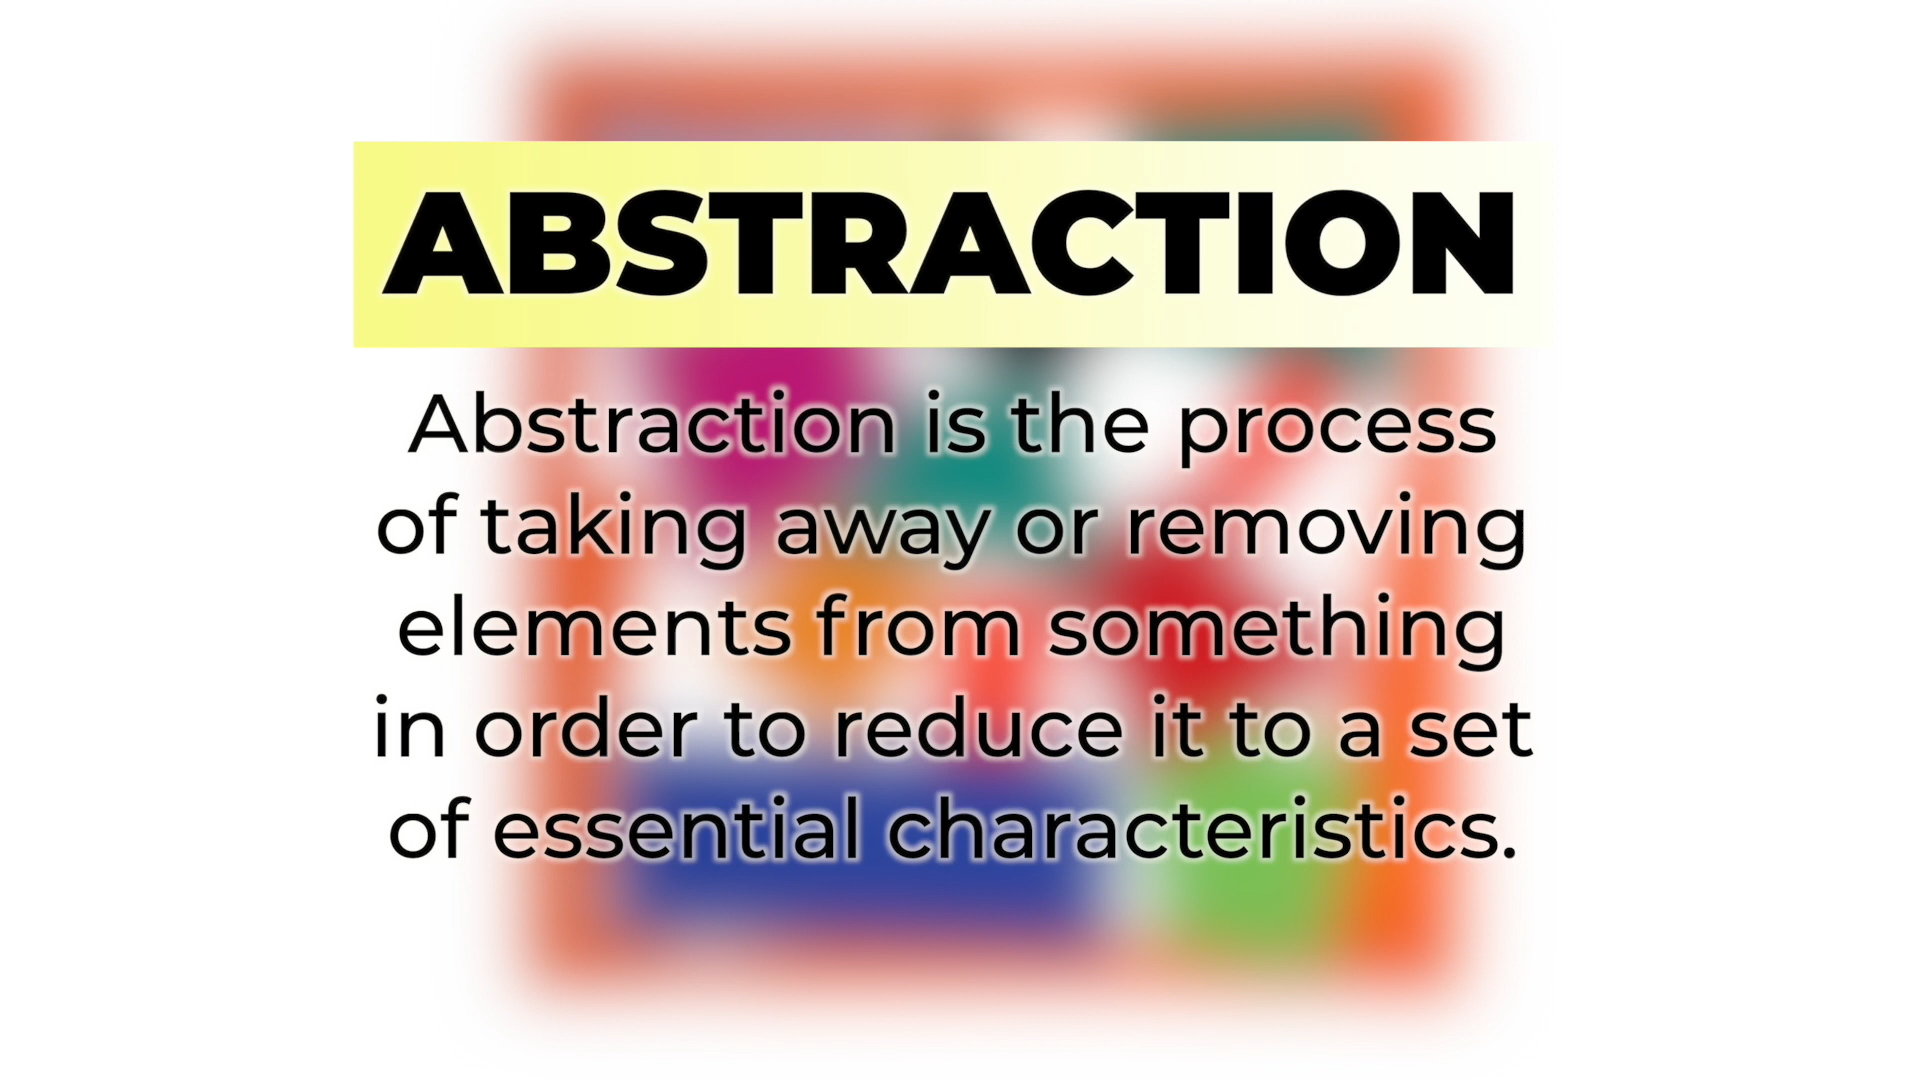 ABSTRACTION
Abstraction is the process
of taking away or removing
elements from something
in order to reduce it to a set
of essential characteristics.